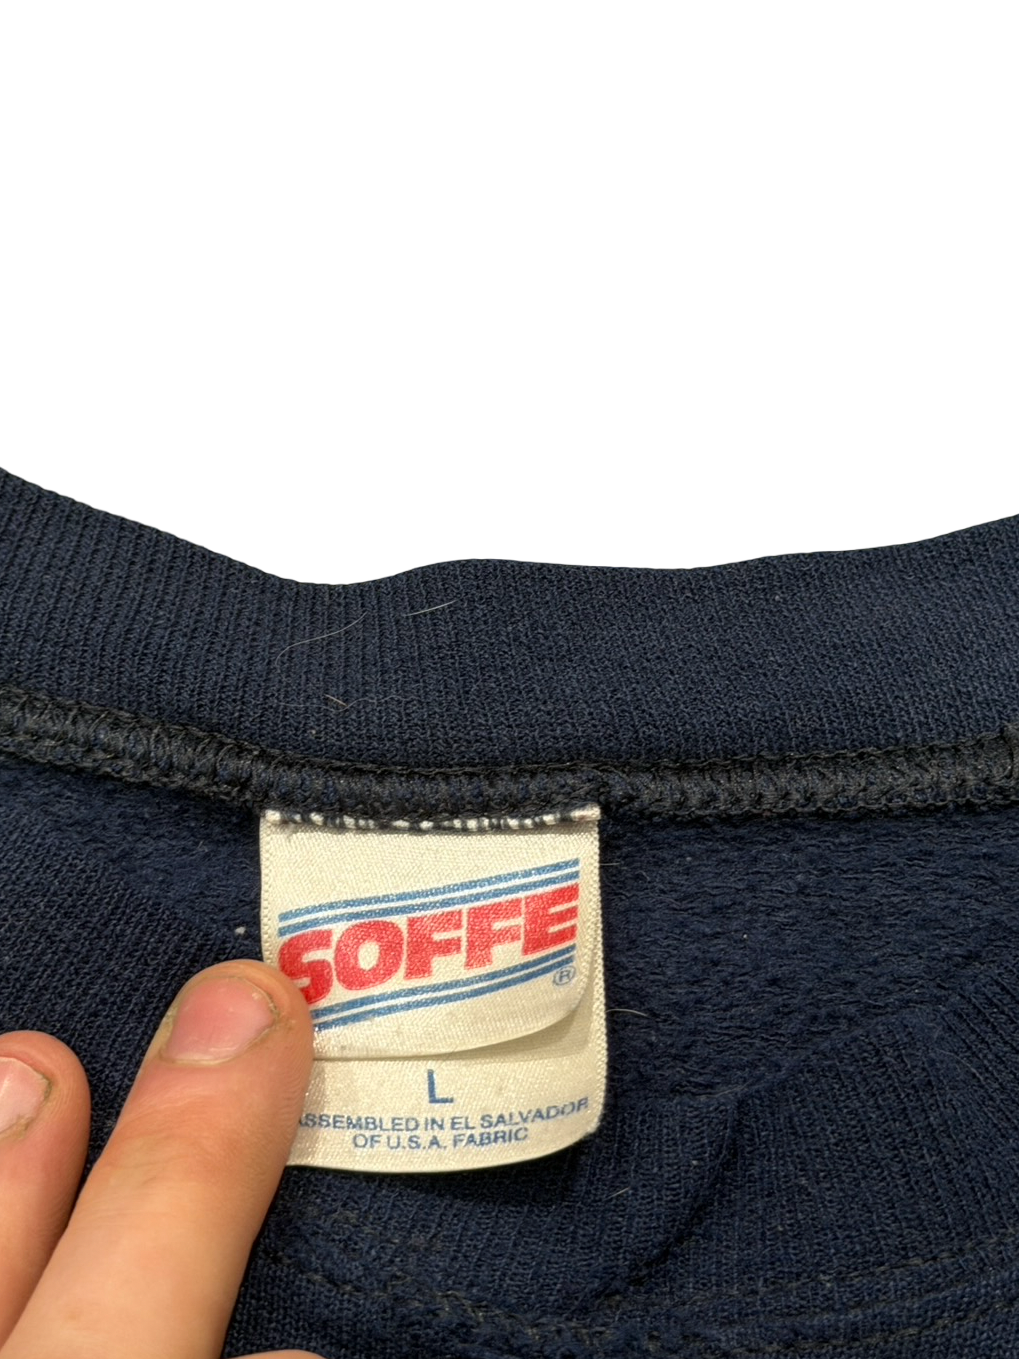 SOFFE
®
L
ASSEMBLED IN EL SALVADOR
OF U.S.A. FABRIC